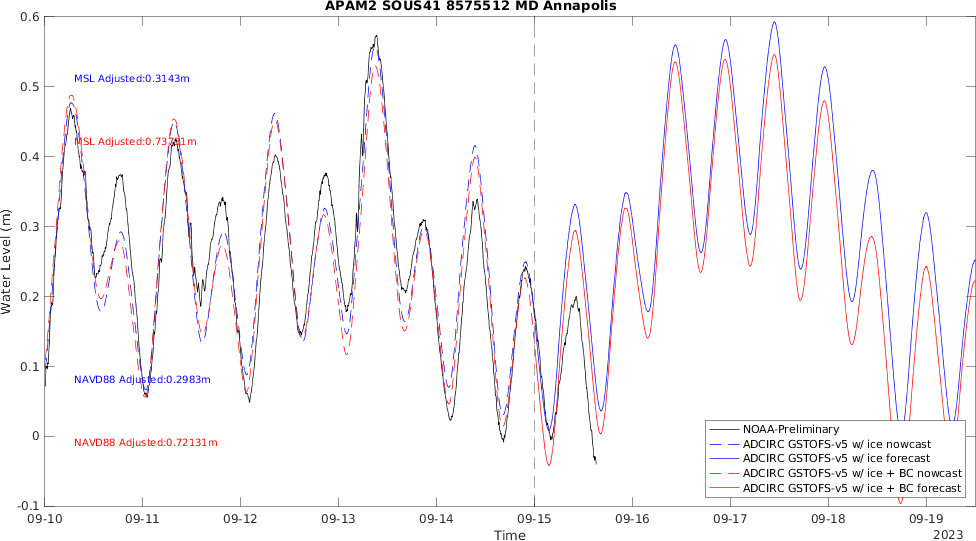 APAM2 SOUS41 8575512 MD Annapolis
0.6
0.5
0.4
0.3
0.2
0.1
0
-0.1
Water Level (m)
MSL Adjusted:0.3143m
NAVD88 Adjusted:0.2983m
NAVD88 Adjusted:0.72131m
NOAA-Preliminary
ADCIRC GSTOFS-v5 w/ ice nowcast
ADCIRC GSTOFS-v5 w/ ice forecast
ADCIRC GSTOFS-v5 w/ ice + BC nowcast
ADCIRC GSTOFS-v5 w/ ice + BC forecast
09-10 09-11 09-12 09-13 09-14 09-15 09-16 09-17 09-18 09-19
Time
2023